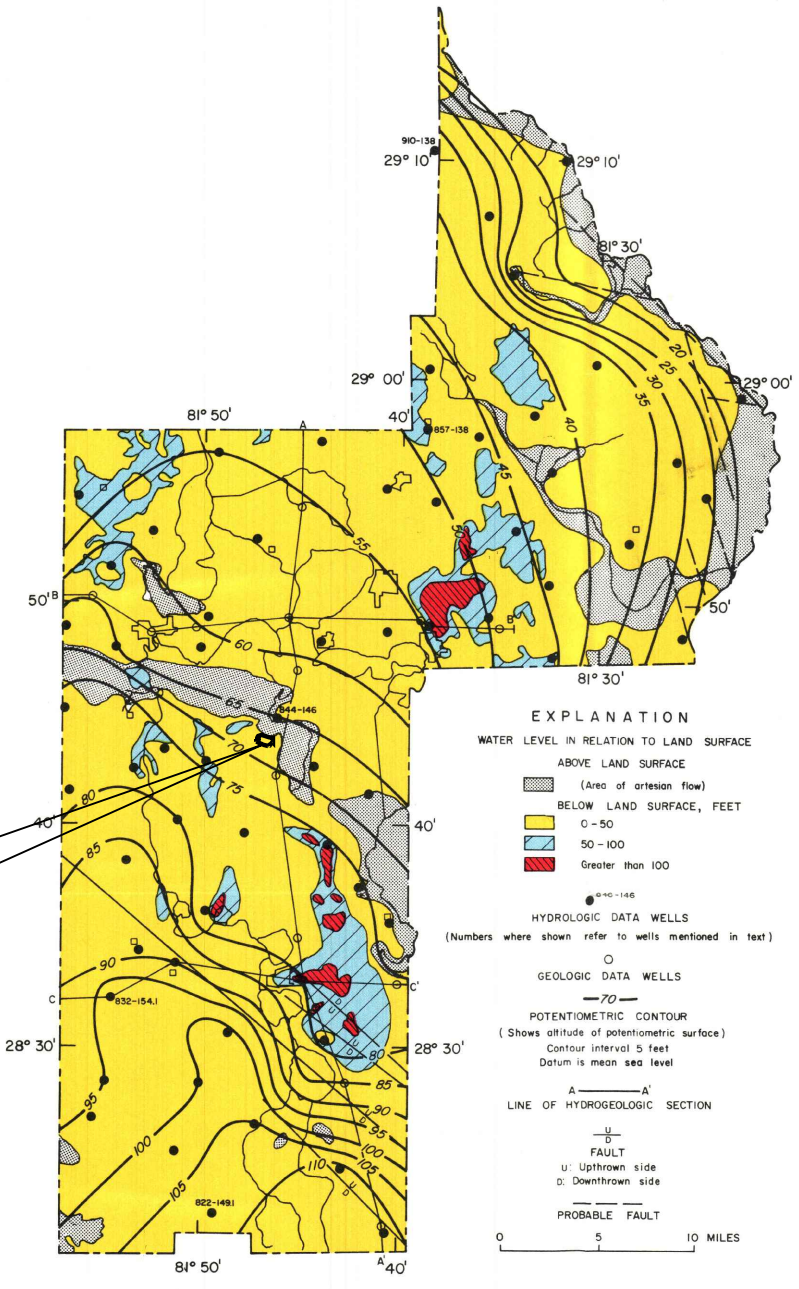 910-138
29° 10'
29° 10'
81° 30'
20
25
30
35
29° 00'
29° 00'
81° 50'
A
40'
857-138
40
45
50
55
50'
B
B'
50'
60
81° 30'
65
844-146
70
75
80
40'
40'
85
90
C
C'
832-154.1
D
U
U
D
28° 30'
28° 30'
80
85
90
95
95
100
100
105
105
110
U
D
822-149.1
81° 50'
A'
40'
EXPLANATION
WATER LEVEL IN RELATION TO LAND SURFACE
ABOVE LAND SURFACE
(Area of artesian flow)
BELOW LAND SURFACE, FEET
0-50
50-100
Greater than 100
HYDROLOGIC DATA WELLS
(Numbers where shown refer to wells mentioned in text)
GEOLOGIC DATA WELLS
70
POTENTIOMETRIC CONTOUR
(Shows altitude of potentiometric surface)
Contour interval 5 feet
Datum is mean sea level
A A'
LINE OF HYDROGEOLOGIC SECTION
U
D
FAULT
U: Upthrown side
D: Downthrown side
PROBABLE FAULT
0 5 10 MILES